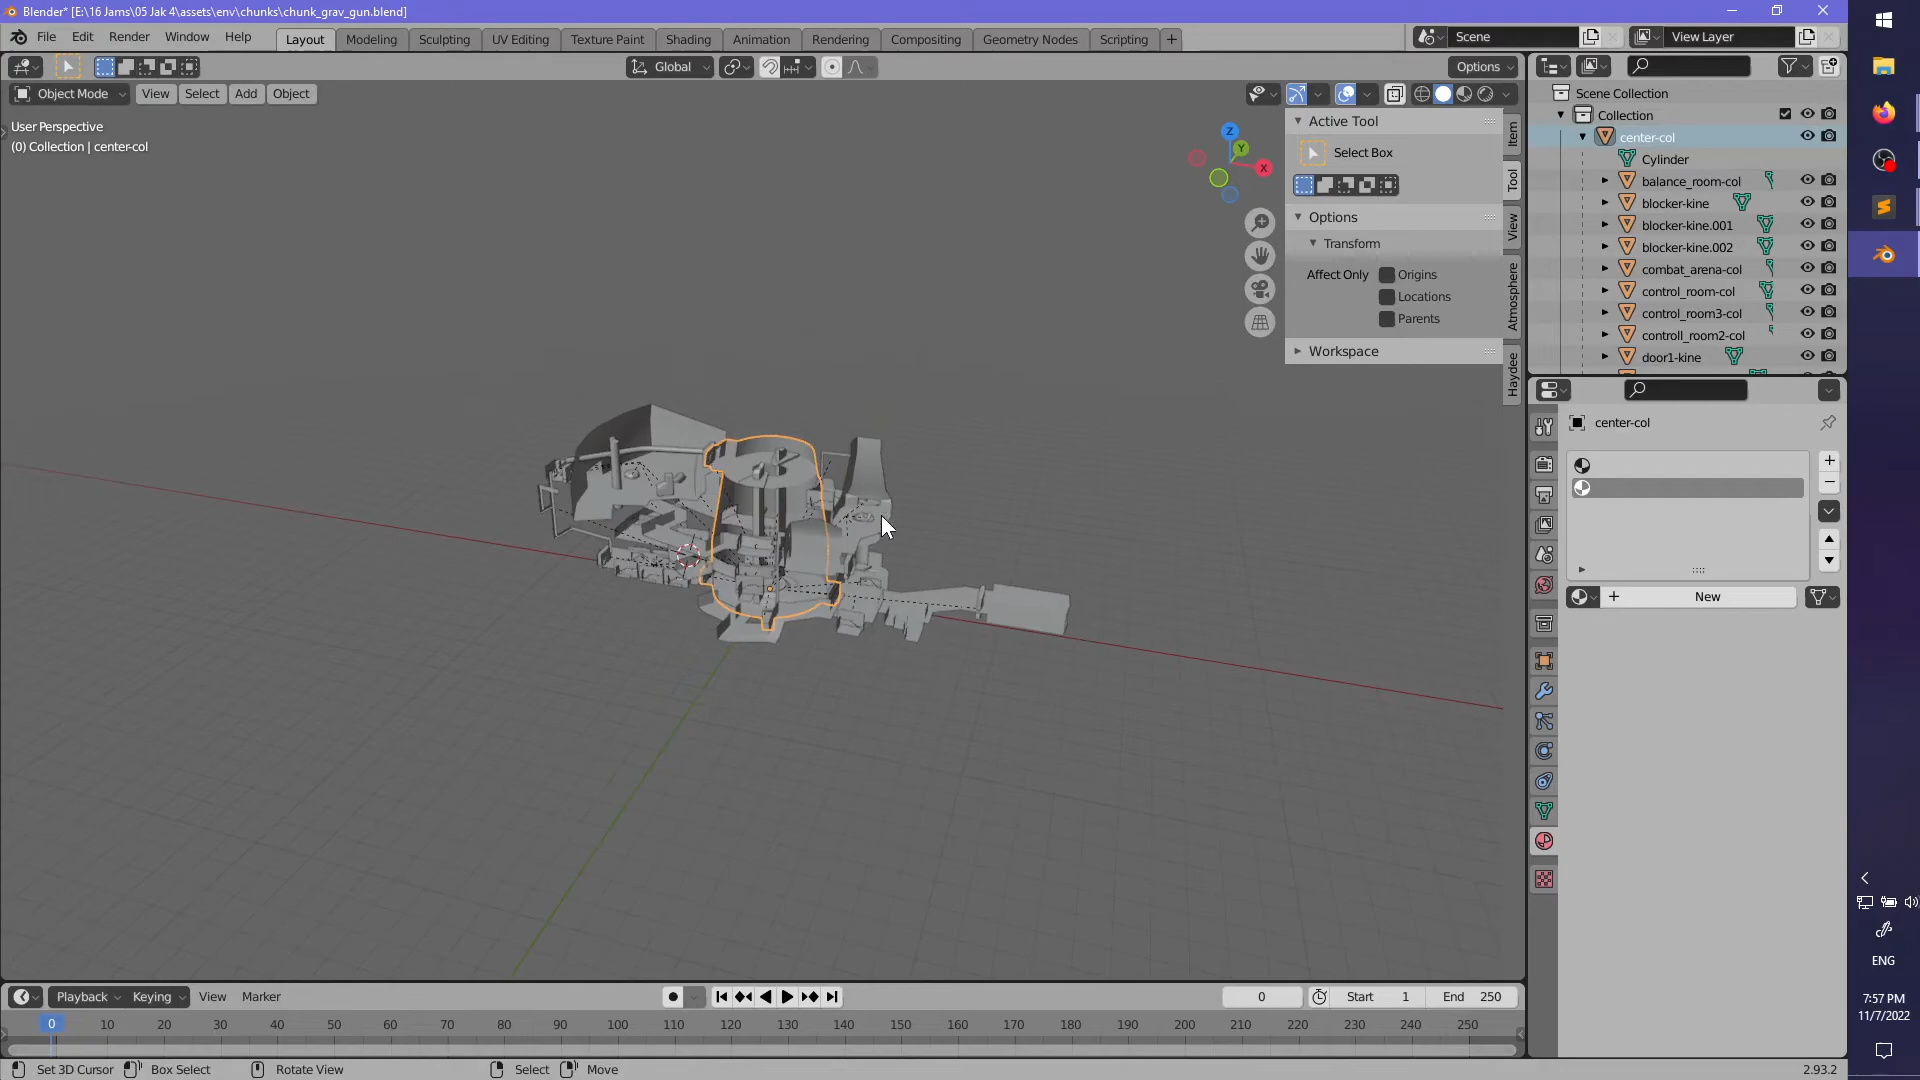 Blender* [E:\16 Jams\05 Jak 4\assets\env\chunks\chunk_grav_gun.blend]
File Edit Render Window Help
Layout Modeling Sculpting UV Editing Texture Paint Shading Animation Rendering Compositing Geometry Nodes Scripting +
Scene
View Layer
Global
Options
Object Mode View Select Add Object
User Perspective
(0) Collection | center-col
Z
Y
X
Active Tool
Select Box
Options
Transform
Affect Only Origins
Locations
Parents
Workspace
Item
Tool
View
Atmosphere
Haydee
Scene Collection
Collection
center-col
Cylinder
balance_room-col
blocker-kine
blocker-kine.001
blocker-kine.002
combat_arena-col
control_room-col
control_room3-col
controll_room2-col
door1-kine
center-col
+ New
Playback Keying View Marker
0
Start 1
End 250
0 10 20 30 40 50 60 70 80 90 100 110 120 130 140 150 160 170 180 190 200 210 220 230 240 250
Set 3D Cursor Box Select Rotate View Select Move
2.93.2
ENG
7:57 PM
11/7/2022